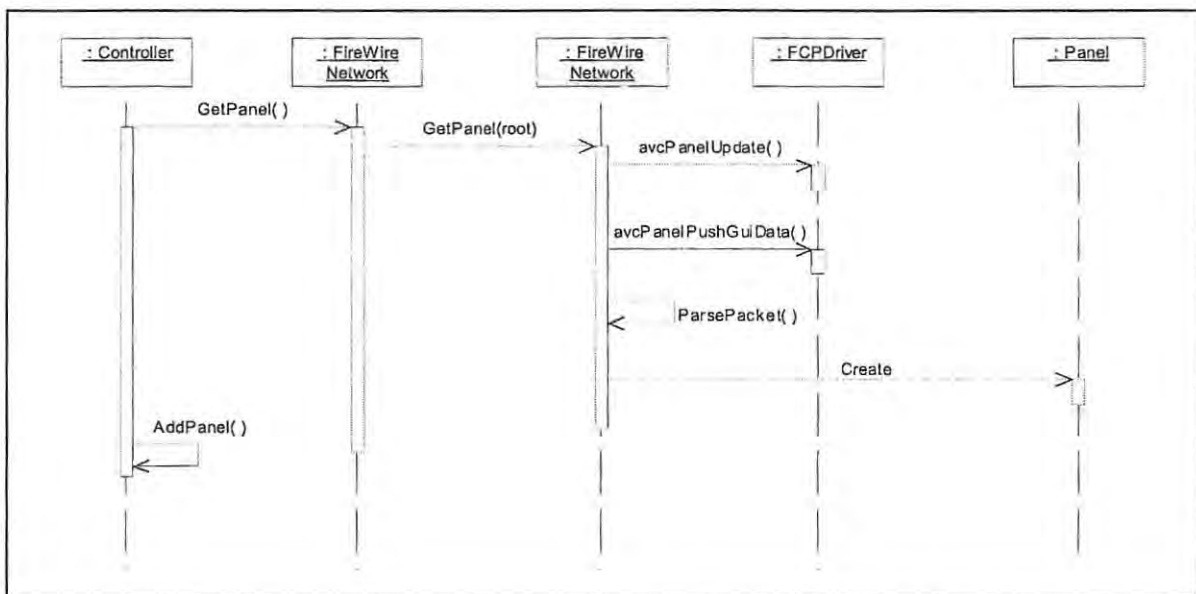 : Controller
: FireWire
Network
: FireWire
Network
: FCPDriver
: Panel
GetPanel( )
GetPanel(root)
avcPanelUpdate( )
avcPanelPushGuiData( )
ParsePacket( )
Create
AddPanel( )